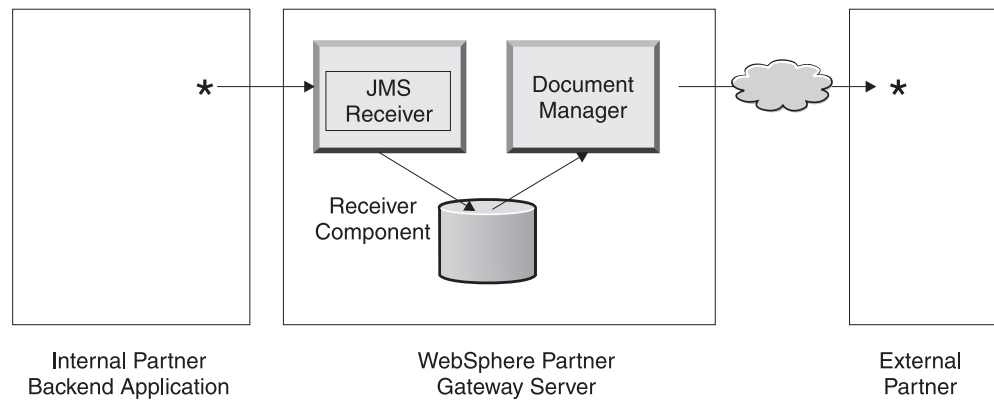 *
JMS
Receiver
Document
Manager
*
Receiver
Component
Internal Partner
Backend Application
WebSphere Partner
Gateway Server
External
Partner